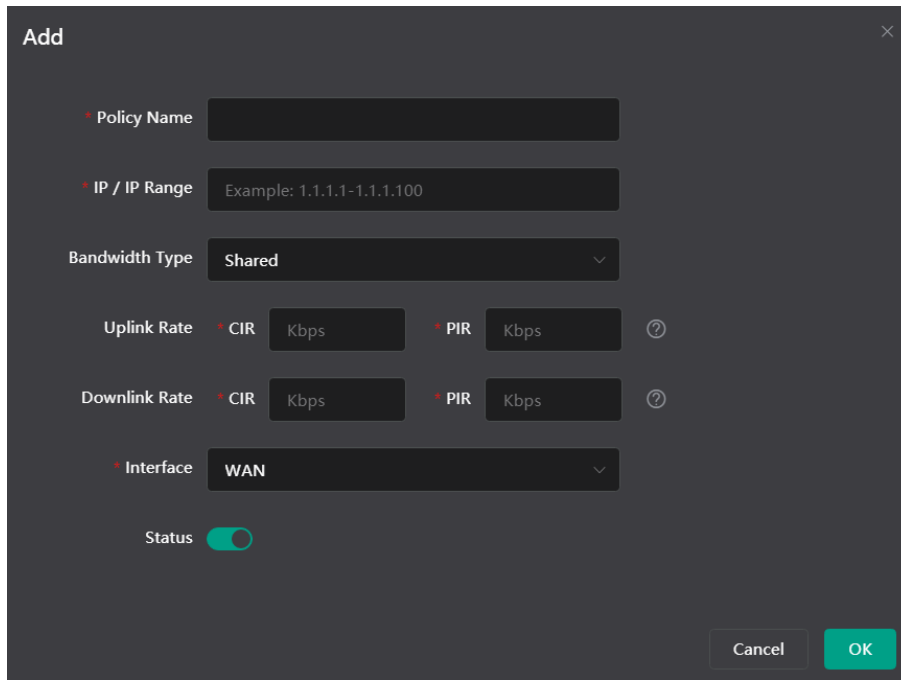 Add
* Policy Name
* IP / IP Range Example: 1.1.1.1-1.1.1.100
Bandwidth Type Shared
Uplink Rate * CIR Kbps * PIR Kbps ?
Downlink Rate * CIR Kbps * PIR Kbps ?
* Interface WAN
Status
Cancel OK